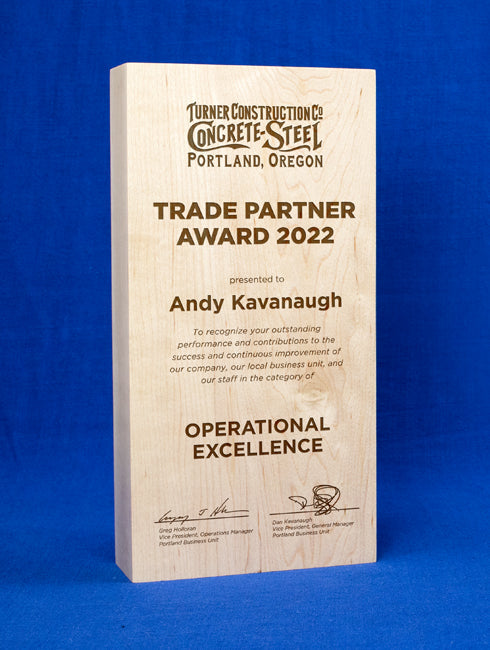 TURNER CONSTRUCTION CO
CONCRETE-STEEL
PORTLAND, OREGON
TRADE PARTNER
AWARD 2022
presented to
Andy Kavanaugh
To recognize your outstanding
performance and contributions to the
success and continuous improvement of
our company, our local business unit, and
our staff in the category of
OPERATIONAL
EXCELLENCE
Greg Holloran
Vice President, Operations Manager
Portland Business Unit
Dan Kavanaugh
Vice President, General Manager
Portland Business Unit